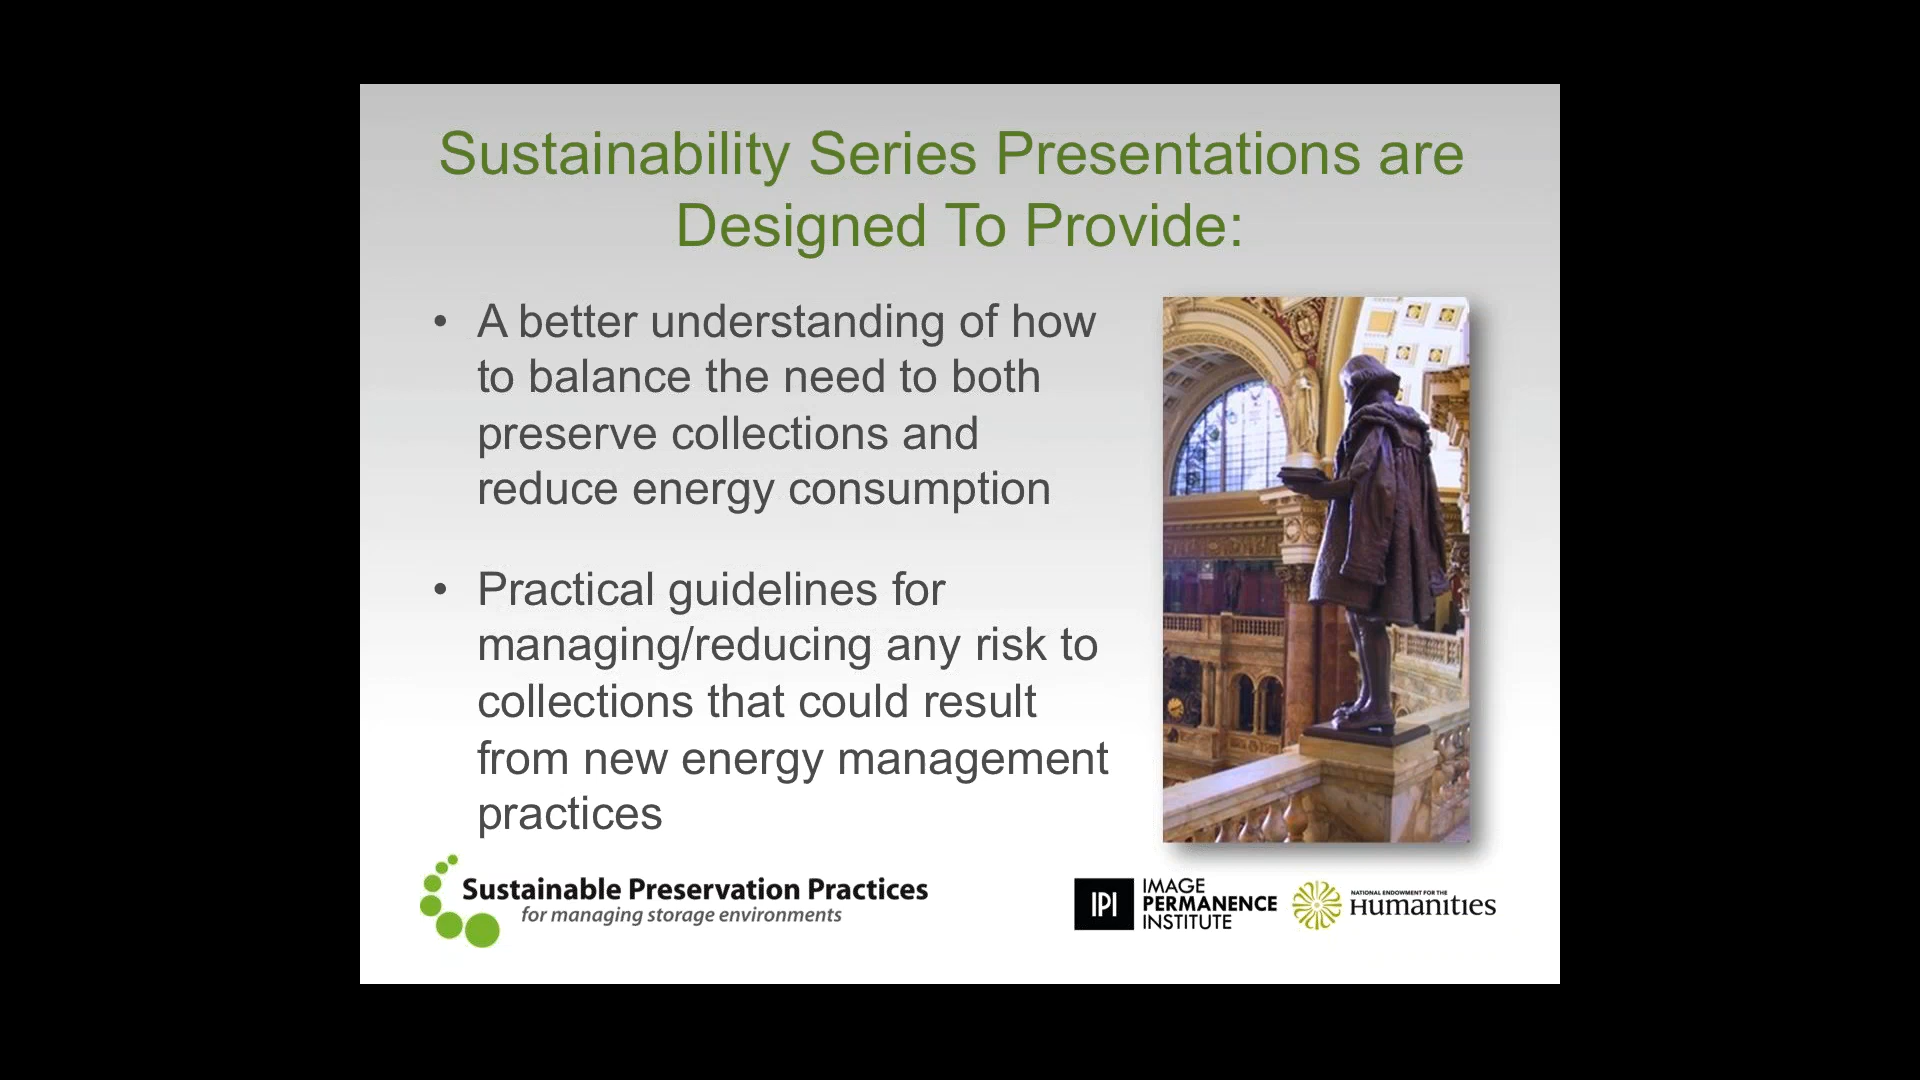 Sustainability Series Presentations are
Designed To Provide:
• A better understanding of how
to balance the need to both
preserve collections and
reduce energy consumption
• Practical guidelines for
managing/reducing any risk to
collections that could result
from new energy management
practices
Sustainable Preservation Practices
for managing storage environments
IPI
IMAGE
PERMANENCE
INSTITUTE
NATIONAL ENDOWMENT FOR THE
Humanities